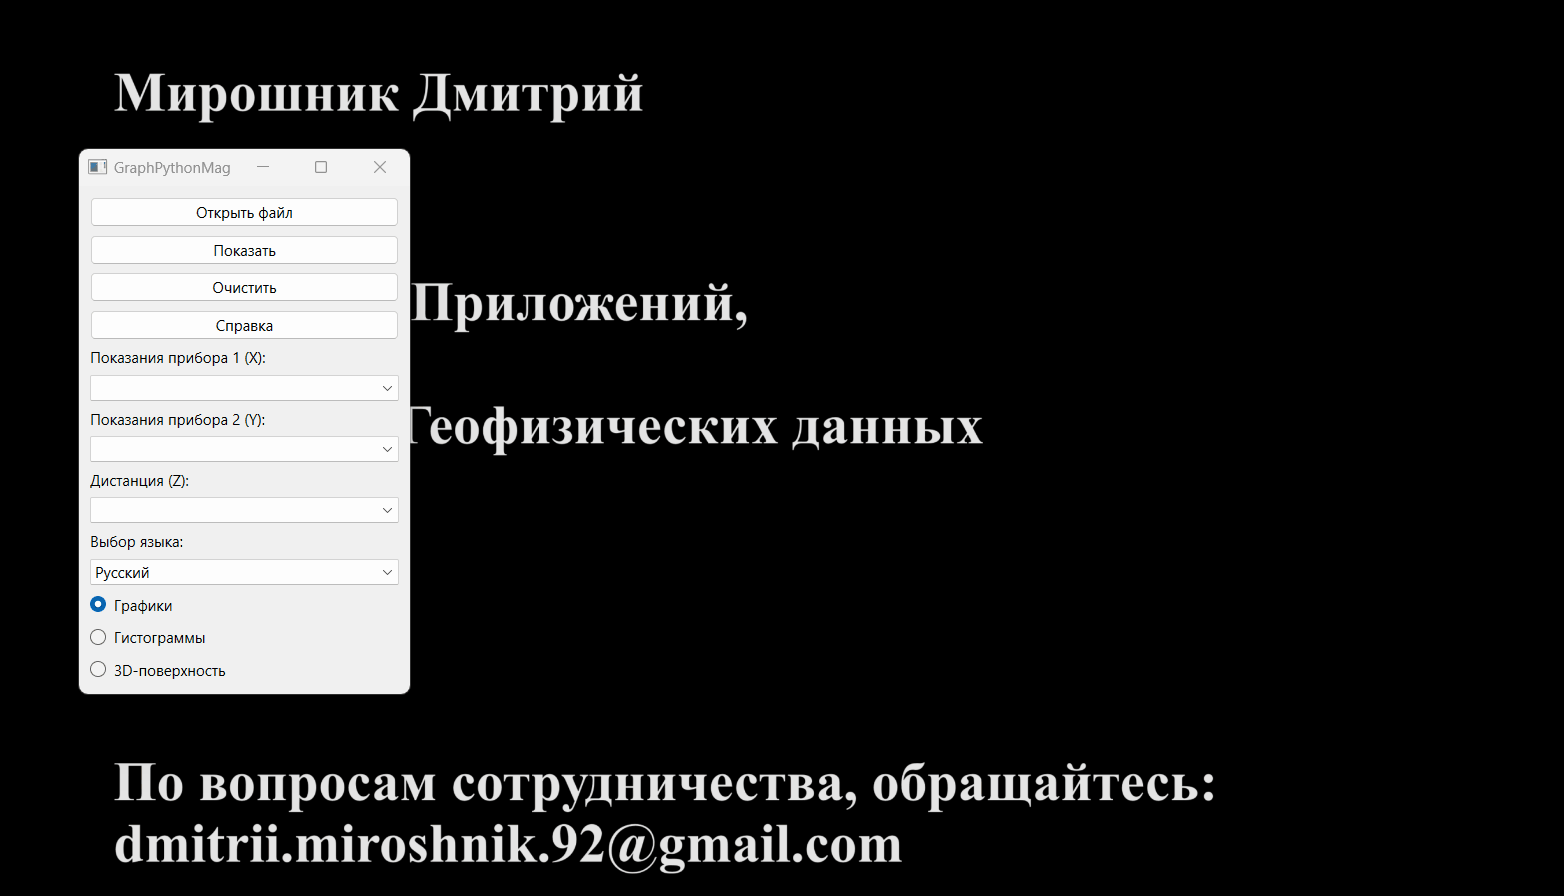 Мирошник Дмитрий
GraphPythonMag
Открыть файл
Показать
Очистить
Справка
Приложений,
Показания прибора 1 (X):
Показания прибора 2 (Y):
Геофизических данных
Дистанция (Z):
Выбор языка:
Русский
Графики
Гистограммы
3D-поверхность
По вопросам сотрудничества, обращайтесь:
dmitrii.miroshnik.92@gmail.com